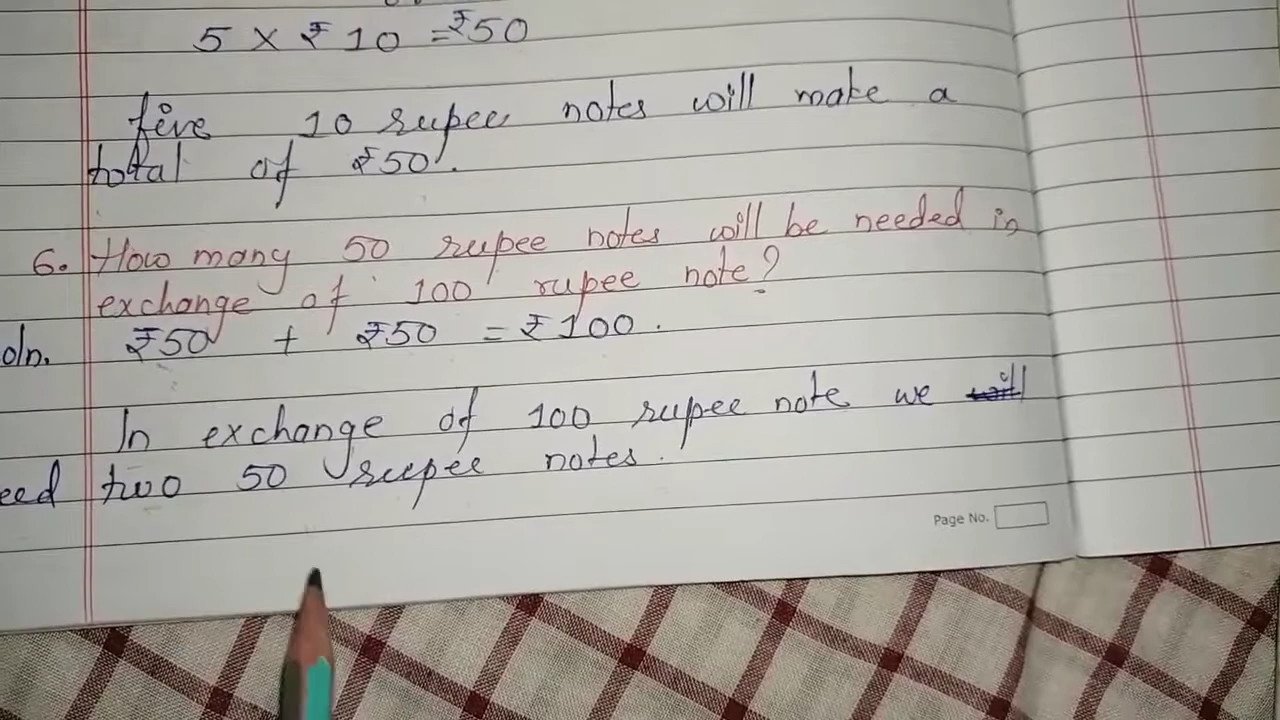 5 × ₹10 = ₹50
five 10 rupee notes will make a
total of ₹50.
6. How many 50 rupee notes will be needed in
exchange of 100 rupee note?
oln. ₹50 + ₹50 = ₹100.
In exchange of 100 rupee note we will
eed two 50 rupee notes.
Page No.